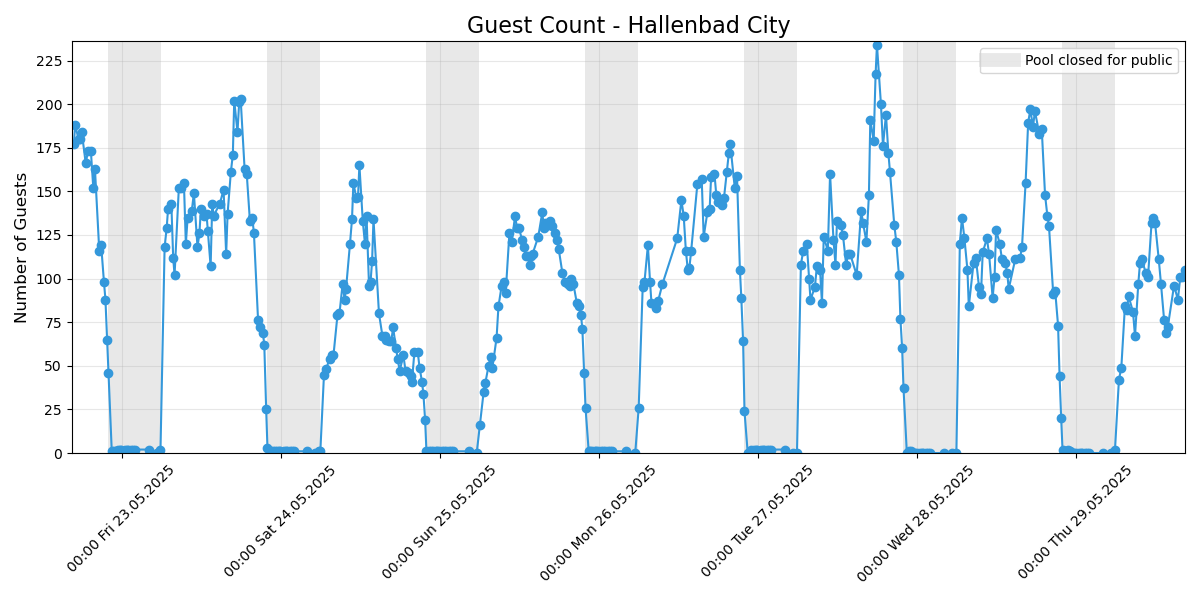 Guest Count - Hallenbad City
Pool closed for public
Number of Guests
225
200
175
150
125
100
75
50
25
0
00:00 Fri 23.05.2025
00:00 Sat 24.05.2025
00:00 Sun 25.05.2025
00:00 Mon 26.05.2025
00:00 Tue 27.05.2025
00:00 Wed 28.05.2025
00:00 Thu 29.05.2025